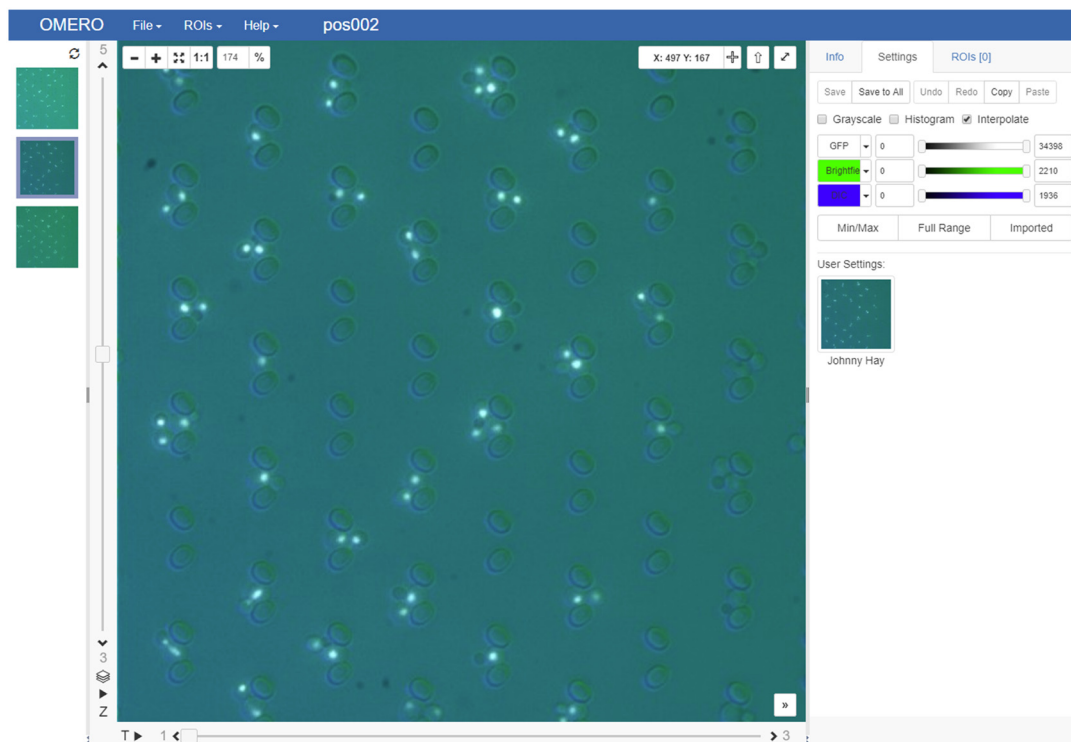 OMERO File ROIs Help pos002
5
1:1 174 %
X: 497 Y: 167
Info Settings ROIs [0]
Save Save to All Undo Redo Copy Paste
Grayscale Histogram Interpolate
GFP 0 34398
Brightfie 0 2210
0 1936
Min/Max Full Range Imported
User Settings:
Johnny Hay
3
Z
»
T 1 3